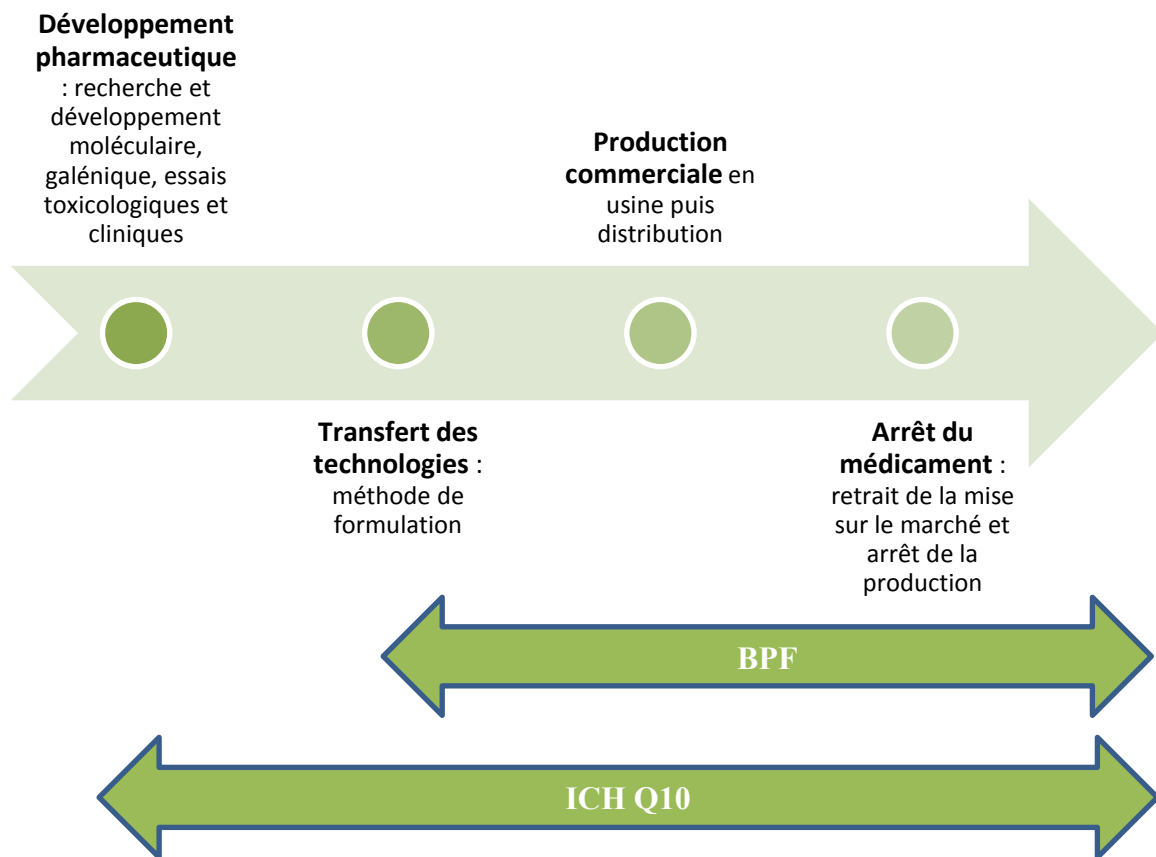 Développement
pharmaceutique
: recherche et
développement
moléculaire,
galénique, essais
toxicologiques et
cliniques
Transfert des
technologies :
méthode de
formulation
Production
commerciale en
usine puis
distribution
Arrêt du
médicament :
retrait de la mise
sur le marché et
arrêt de la
production
BPF
ICH Q10